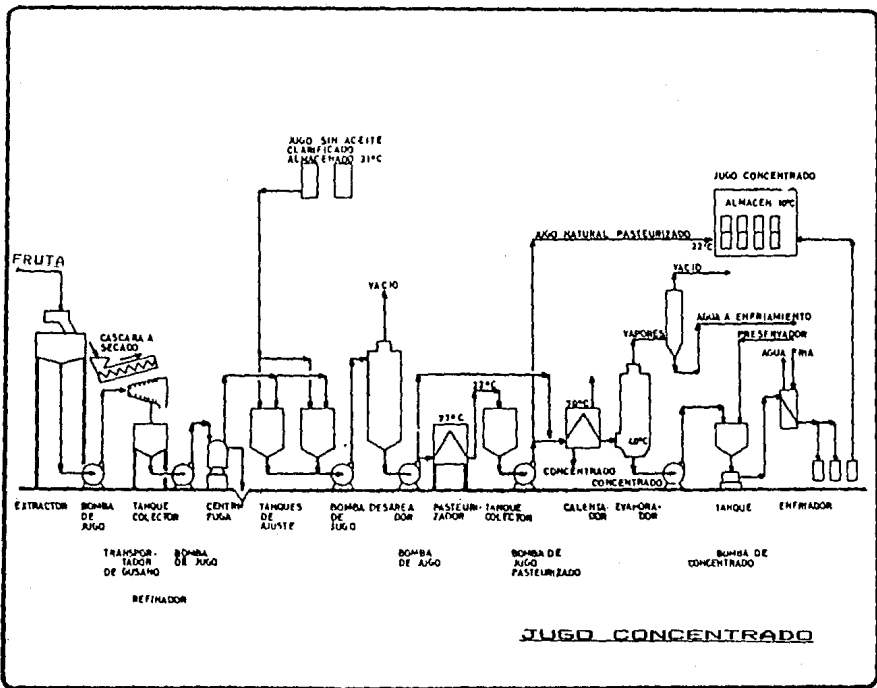 JUGO SIN ACEITE
CLARIFICADO
ALMACENADO 21°C
JUGO CONCENTRADO
ALMACEN 10°C
JUGO NATURAL PASTEURIZADO
22°C
FRUTA
VACIO
VACIO
CASCARA A
SECADO
VAPORES
AGUA A ENFRIAMIENTO
PRESERVADOR
AGUA FRIA
22°C
CONCENTRADO
CONCENTRADO
EXTRACTOR
BOMBA
DE
JUGO
TANQUE
COLECTOR
CENTRI
FUGA
TANQUES
DE
AJUSTE
BOMBA
DE
JUGO
DESAREA
DOR
PASTEURI-
ZADOR
TANQUE
COLECTOR
CALENTA-
DOR
EVAPORA-
DOR
TANQUE
ENFRIADOR
TRANSPOR-
TADOR
DE GUSANO
BOMBA
DE JUGO
BOMBA
DE JUGO
BOMBA DE
JUGO
PASTEURIZADO
BOMBA DE
CONCENTRADO
REFINADOR
JUGO CONCENTRADO